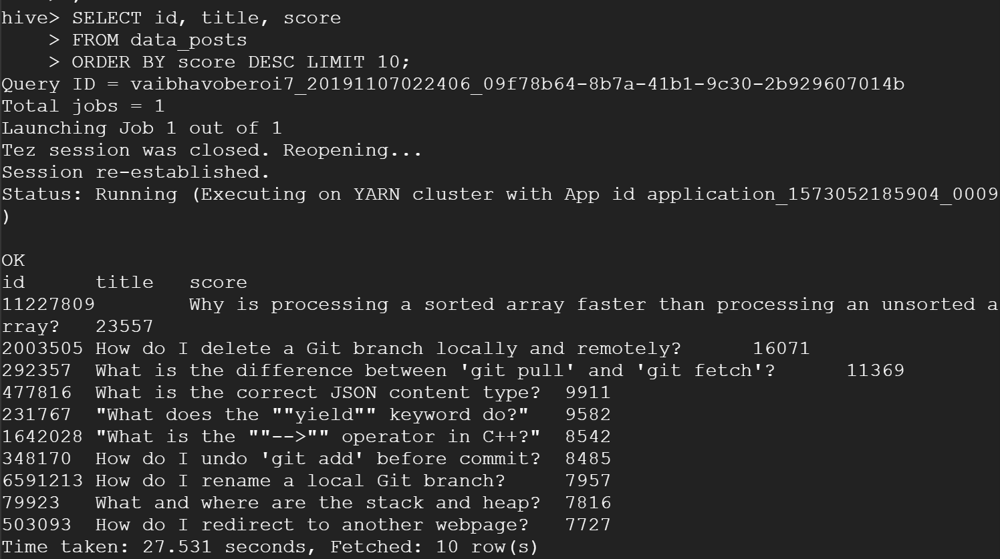 hive> SELECT id, title, score
    > FROM data_posts
    > ORDER BY score DESC LIMIT 10;
Query ID = vaibhavoberoi7_20191107022406_09f78b64-8b7a-41b1-9c30-2b929607014b
Total jobs = 1
Launching Job 1 out of 1
Tez session was closed. Reopening...
Session re-established.
Status: Running (Executing on YARN cluster with App id application_1573052185904_0009
)

OK
id      title   score
11227809        Why is processing a sorted array faster than processing an unsorted a
rray?   23557
2003505 How do I delete a Git branch locally and remotely?      16071
292357  What is the difference between 'git pull' and 'git fetch'?      11369
477816  What is the correct JSON content type?  9911
231767  "What does the ""yield"" keyword do?"   9582
1642028 "What is the ""-->"" operator in C++?"  8542
348170  How do I undo 'git add' before commit?  8485
6591213 How do I rename a local Git branch?     7957
79923   What and where are the stack and heap?  7816
503093  How do I redirect to another webpage?   7727
Time taken: 27.531 seconds, Fetched: 10 row(s)